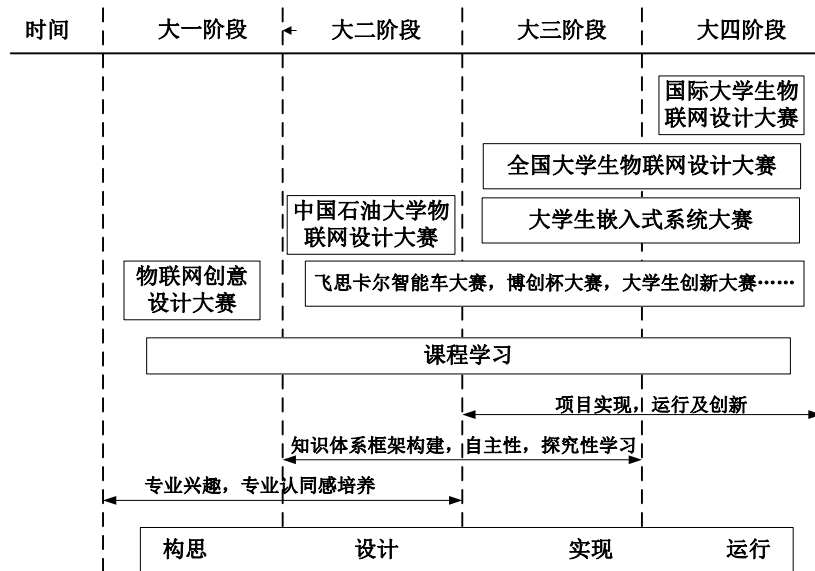 时间 大一阶段 大二阶段 大三阶段 大四阶段
国际大学生物
联网设计大赛
全国大学生物联网设计大赛
中国石油大学物
联网设计大赛
大学生嵌入式系统大赛
物联网创意
设计大赛
飞思卡尔智能车大赛，博创杯大赛，大学生创新大赛……
课程学习
项目实现，运行及创新
知识体系框架构建，自主性，探究性学习
专业兴趣，专业认同感培养
构思 设计 实现 运行